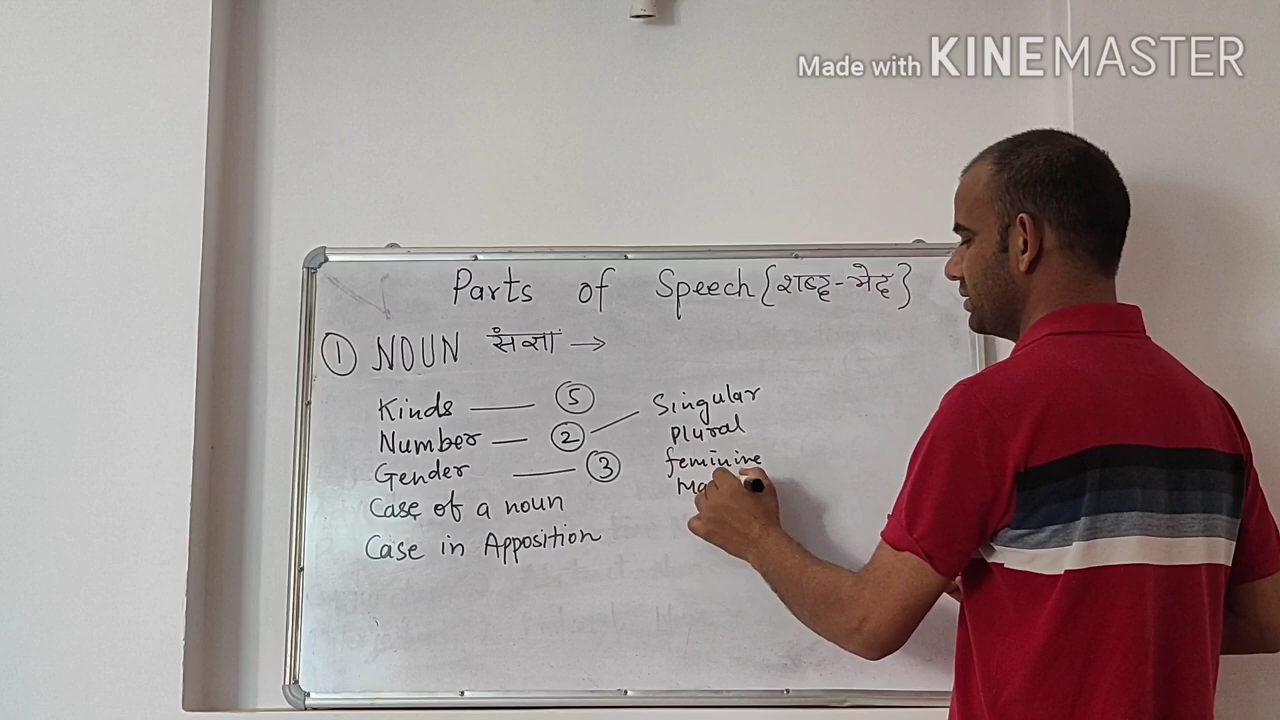 Made with KINEMASTER
Parts of Speech {शब्द-भेद}
① NOUN संज्ञा →
Kinds — ⑤
Number — ② — Singular
Plural
Gender — ③ feminine
Case of a noun
Case in Apposition